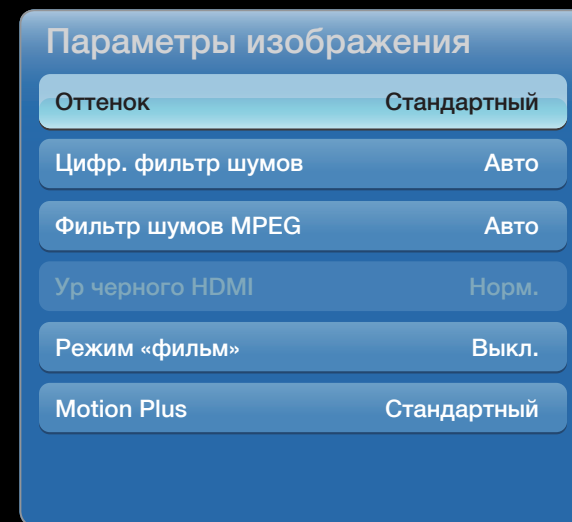 Параметры изображения
Оттенок Стандартный
Цифр. фильтр шумов Авто
Фильтр шумов MPEG Авто
Ур черного HDMI Норм.
Режим «фильм» Выкл.
Motion Plus Стандартный